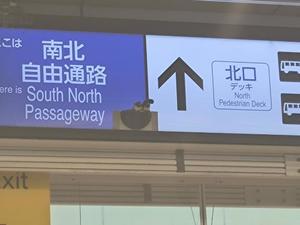 ここは
南北
自由通路
ere is
South North
Passageway
北口
デッキ
North
Pedestrian Deck
xit